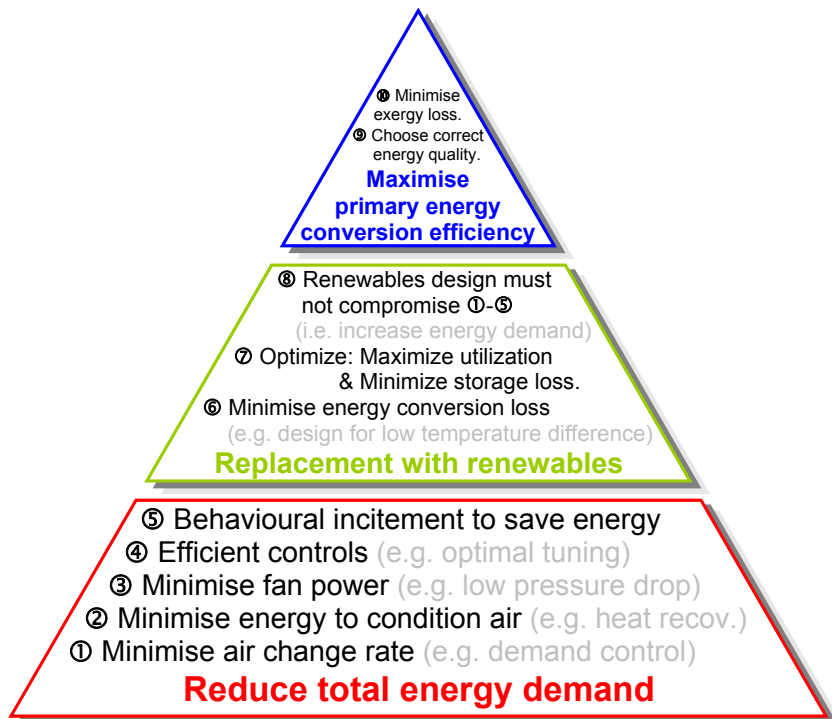 ❿ Minimise
exergy loss.
⑨ Choose correct
energy quality.
Maximise
primary energy
conversion efficiency
⑧ Renewables design must
not compromise ①-⑤
(i.e. increase energy demand)
⑦ Optimize: Maximize utilization
& Minimize storage loss.
⑥ Minimise energy conversion loss
(e.g. design for low temperature difference)
Replacement with renewables
⑤ Behavioural incitement to save energy
④ Efficient controls (e.g. optimal tuning)
③ Minimise fan power (e.g. low pressure drop)
② Minimise energy to condition air (e.g. heat recov.)
① Minimise air change rate (e.g. demand control)
Reduce total energy demand